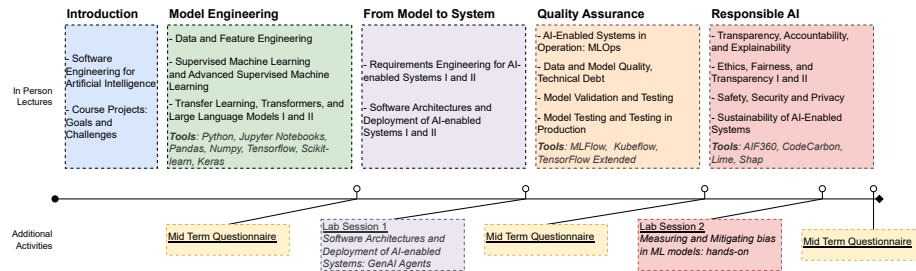 Introduction
Model Engineering
From Model to System
Quality Assurance
Responsible AI
In Person
Lectures
- Software
Engineering for
Artificial Intelligence
- Course Projects:
Goals and
Challenges
- Data and Feature Engineering
- Supervised Machine Learning
and Advanced Supervised Machine
Learning
- Transfer Learning, Transformers, and
Large Language Models I and II
Tools: Python, Jupyter Notebooks,
Pandas, Numpy, Tensorflow, Scikit-
learn, Keras
- Requirements Engineering for AI-
enabled Systems I and II
- Software Architectures and
Deployment of AI-enabled
Systems I and II
- AI-Enabled Systems in
Operation: MLOps
- Data and Model Quality,
Technical Debt
- Model Validation and Testing
- Model Testing and Testing in
Production
Tools: MLFlow, Kubeflow,
TensorFlow Extended
- Transparency, Accountability,
and Explainability
- Ethics, Fairness, and
Transparency I and II
- Safety, Security and Privacy
- Sustainability of AI-Enabled
Systems
Tools: AIF360, CodeCarbon,
Lime, Shap
Additional
Activities
Mid Term Questionnaire
Lab Session 1
Software Architectures and
Deployment of AI-enabled
Systems: GenAI Agents
Mid Term Questionnaire
Lab Session 2
Measuring and Mitigating bias
in ML models: hands-on
Mid Term Questionnaire